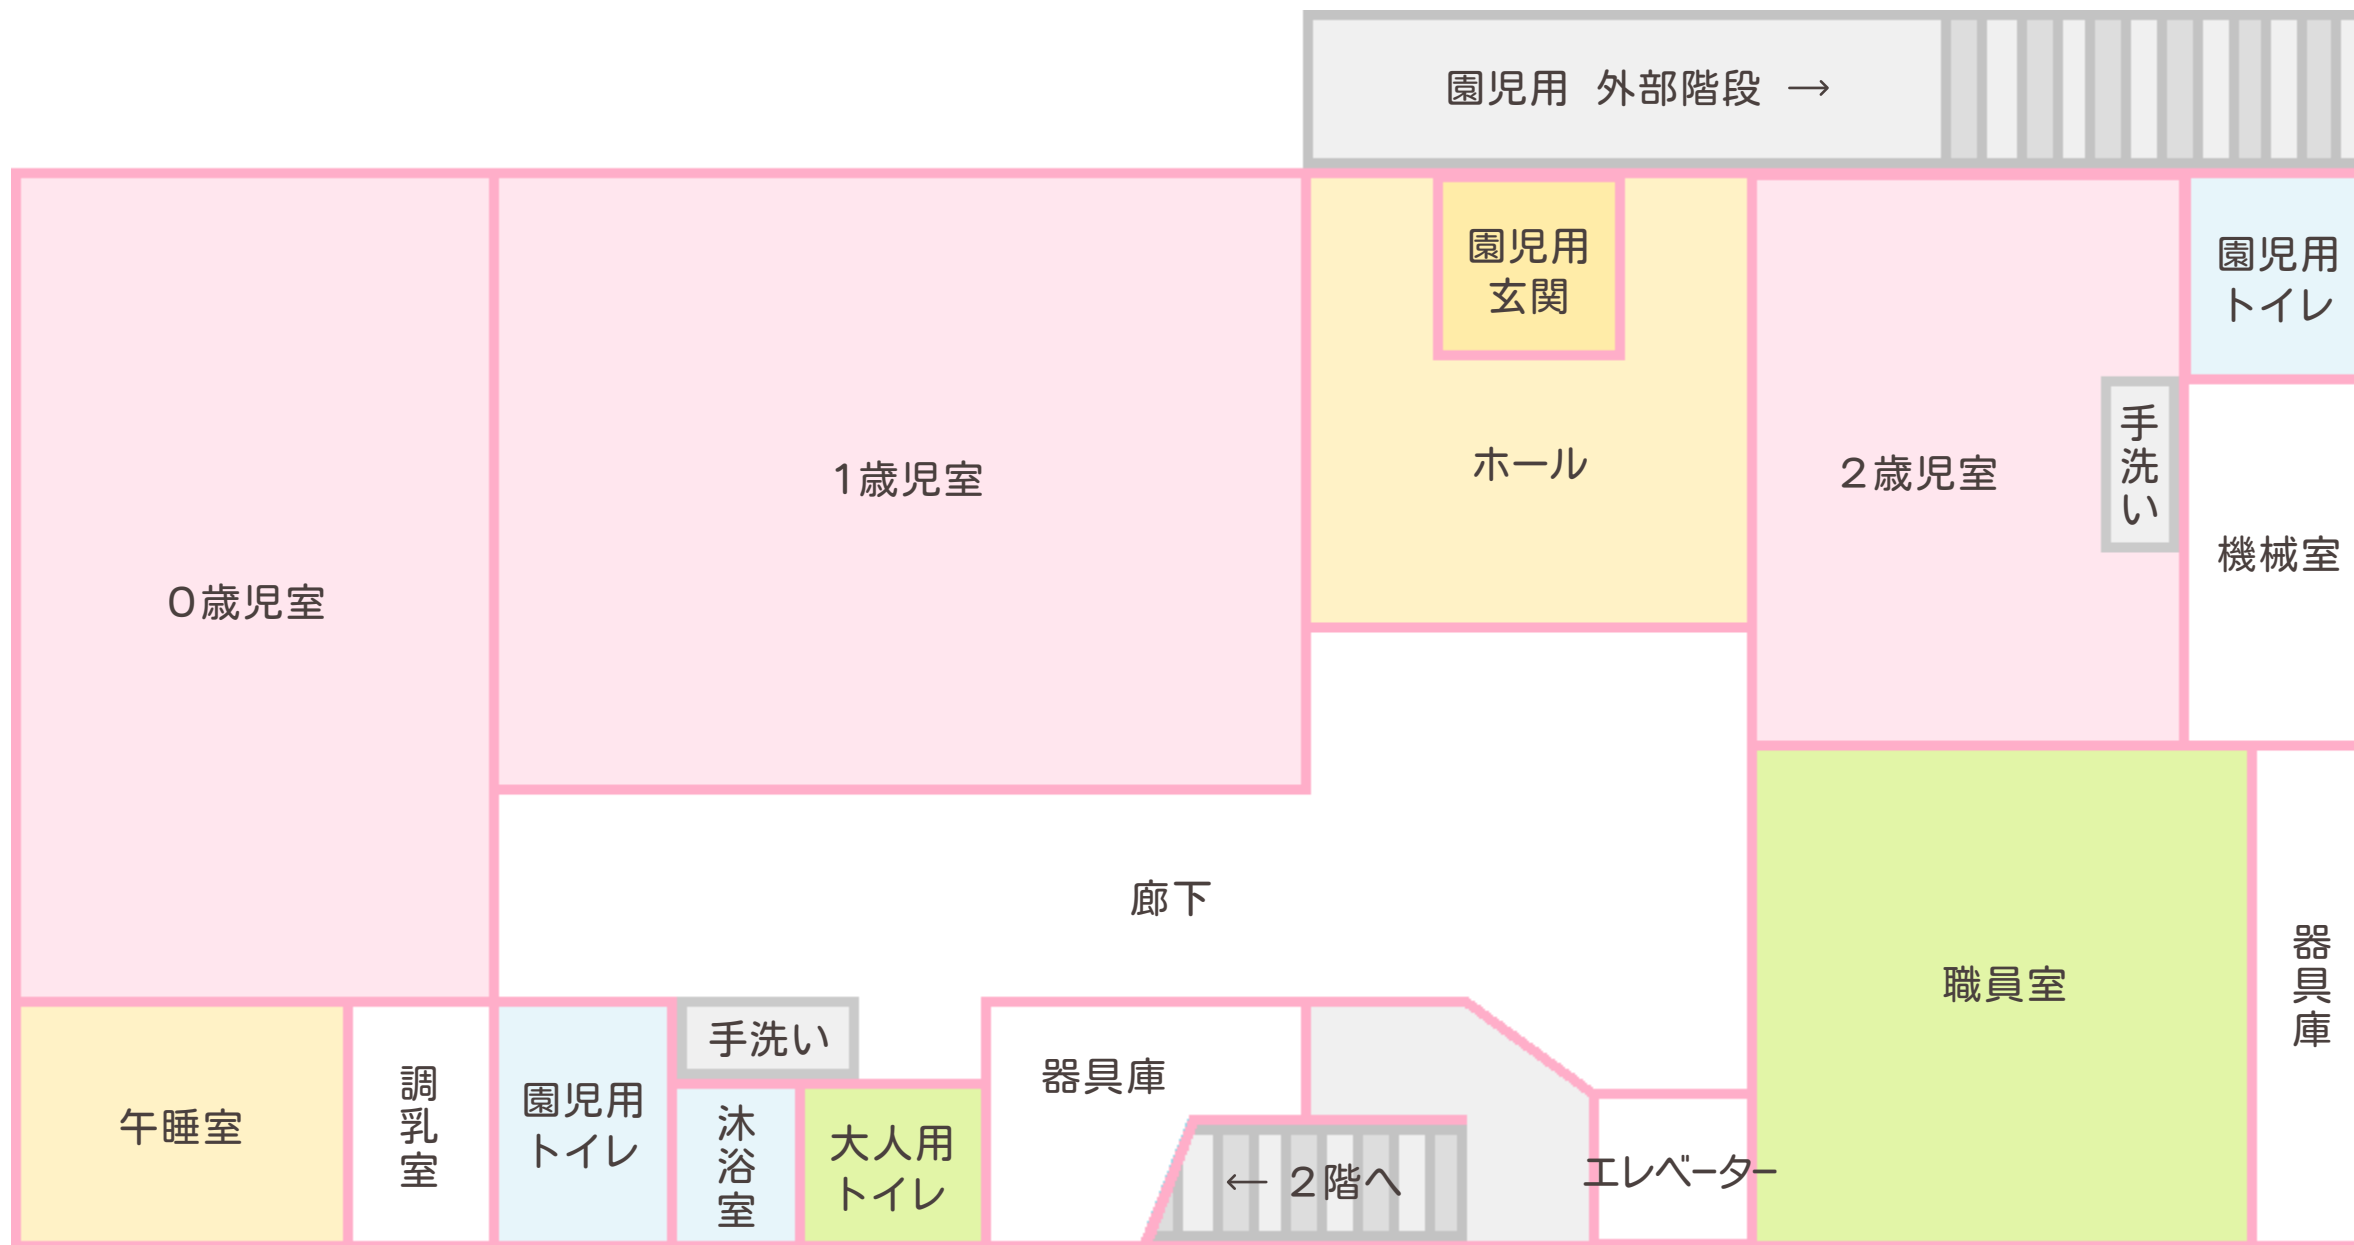 園児用 外部階段 →
園児用
玄関
園児用
トイレ
手洗い
1歳児室
ホール
2歳児室
機械室
0歳児室
廊下
職員室
器具庫
手洗い
器具庫
午睡室
調乳室
園児用
トイレ
沐浴室
大人用
トイレ
← 2階へ
エレベーター